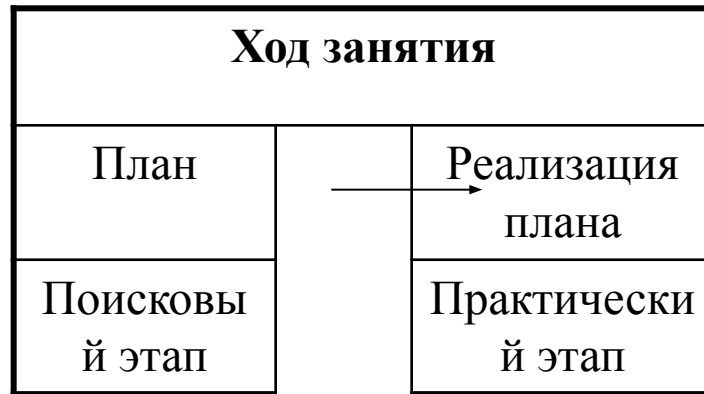 Ход занятия
План
Реализация
плана
Поисковы
й этап
Практически
й этап